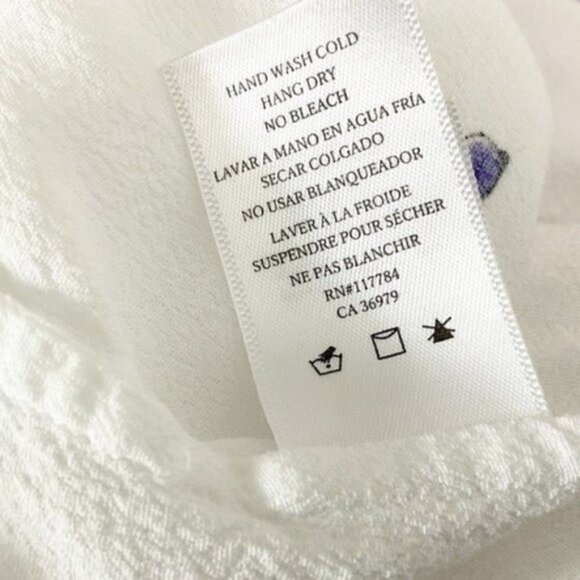 HAND WASH COLD
HANG DRY
NO BLEACH
LAVAR A MANO EN AGUA FRÍA
SECAR COLGADO
NO USAR BLANQUEADOR
LAVER À LA FROIDE
SUSPENDRE POUR SÉCHER
NE PAS BLANCHIR
RN#117784
CA 36979